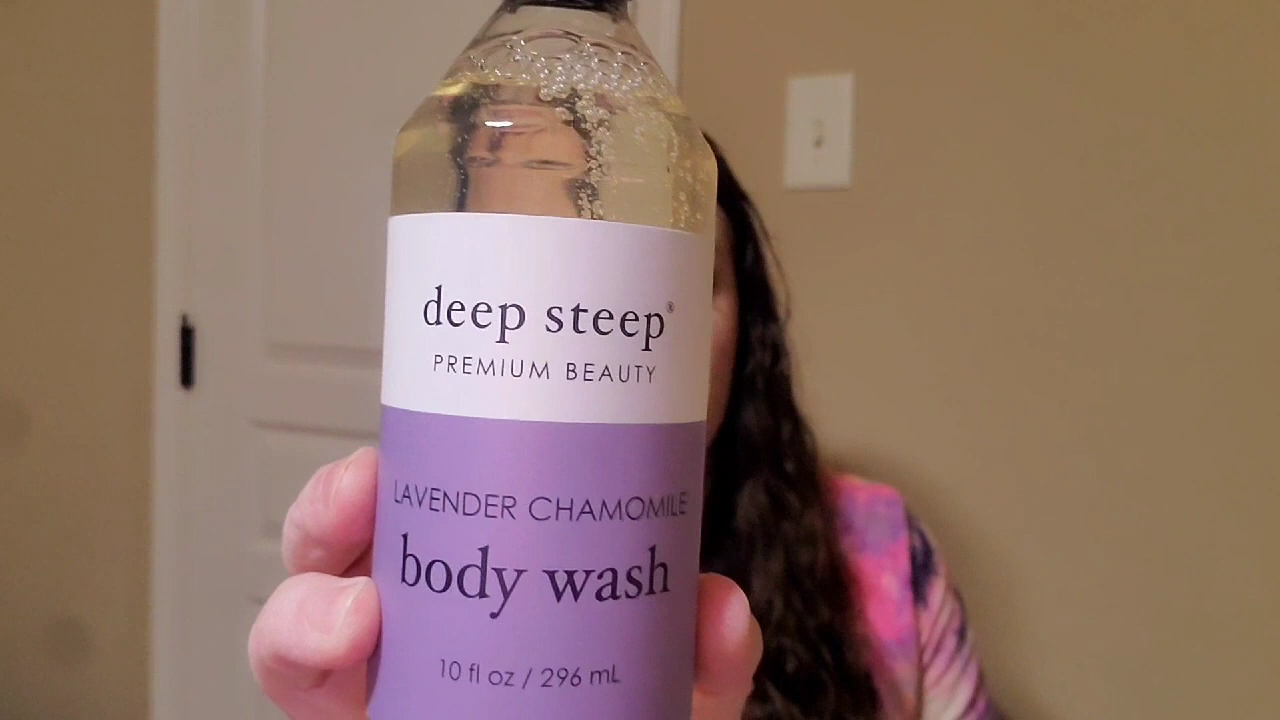 deep steep®
PREMIUM BEAUTY
LAVENDER CHAMOMILE
body wash
10 fl oz / 296 mL